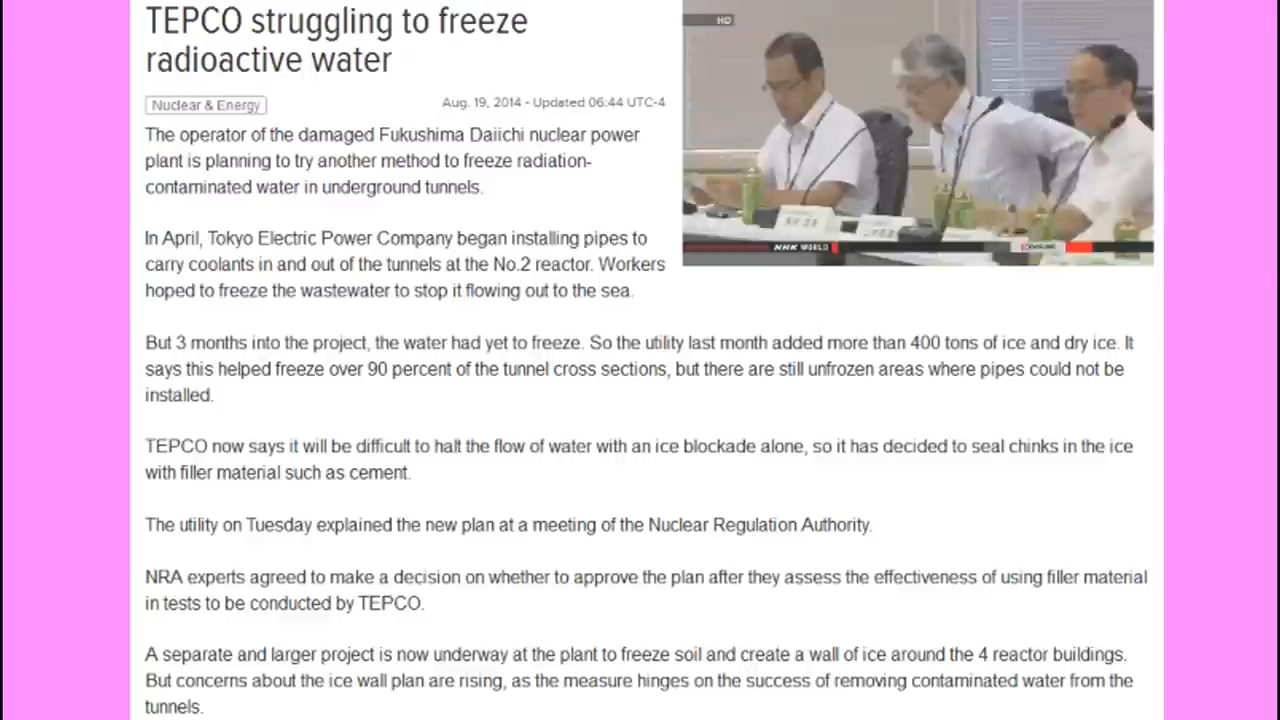 TEPCO struggling to freeze
radioactive water
HD
Nuclear & Energy
Aug. 19, 2014 - Updated 06:44 UTC-4
The operator of the damaged Fukushima Daiichi nuclear power
plant is planning to try another method to freeze radiation-
contaminated water in underground tunnels.
In April, Tokyo Electric Power Company began installing pipes to
carry coolants in and out of the tunnels at the No.2 reactor. Workers
hoped to freeze the wastewater to stop it flowing out to the sea.
NHK WORLD
But 3 months into the project, the water had yet to freeze. So the utility last month added more than 400 tons of ice and dry ice. It
says this helped freeze over 90 percent of the tunnel cross sections, but there are still unfrozen areas where pipes could not be
installed.
TEPCO now says it will be difficult to halt the flow of water with an ice blockade alone, so it has decided to seal chinks in the ice
with filler material such as cement.
The utility on Tuesday explained the new plan at a meeting of the Nuclear Regulation Authority.
NRA experts agreed to make a decision on whether to approve the plan after they assess the effectiveness of using filler material
in tests to be conducted by TEPCO.
A separate and larger project is now underway at the plant to freeze soil and create a wall of ice around the 4 reactor buildings.
But concerns about the ice wall plan are rising, as the measure hinges on the success of removing contaminated water from the
tunnels.